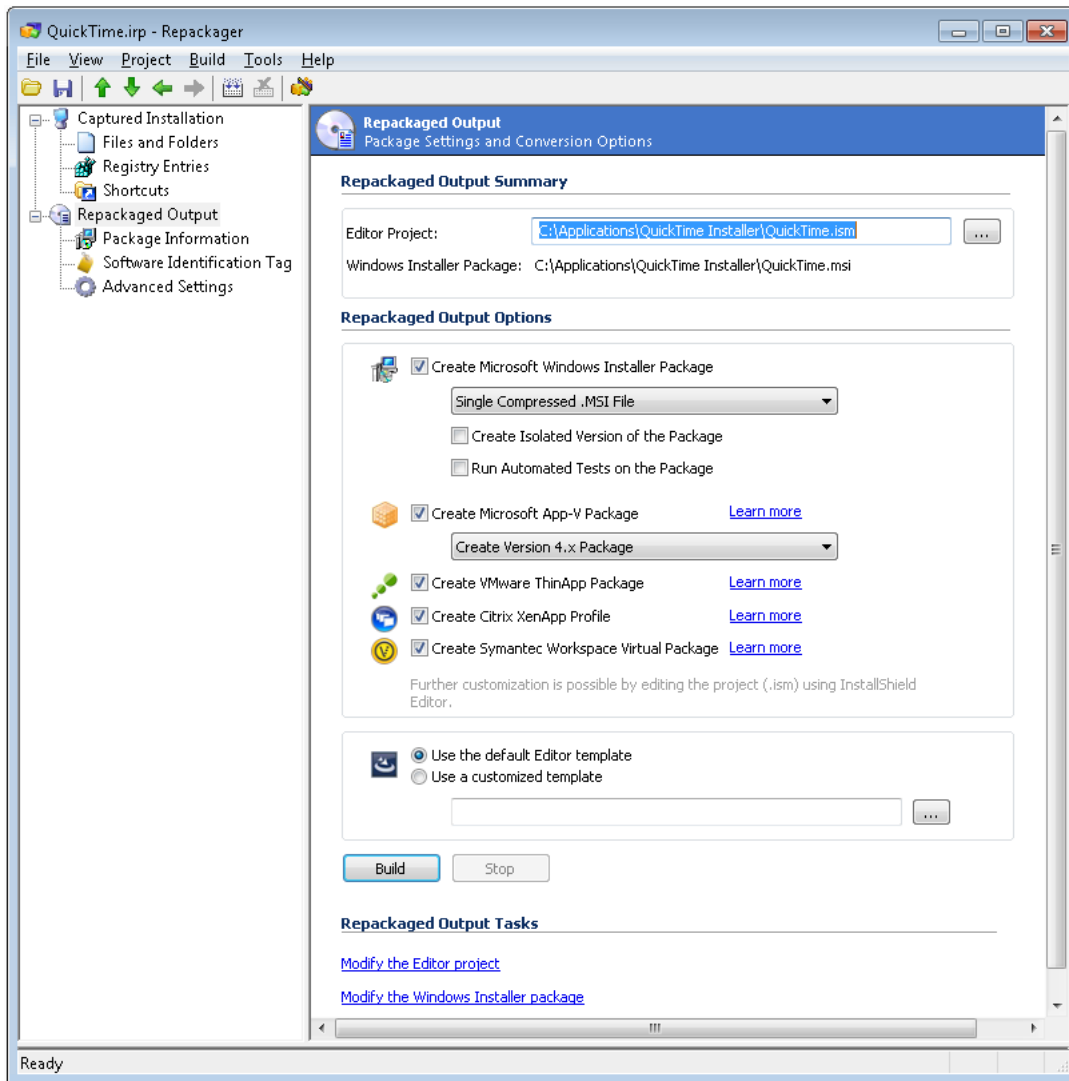 QuickTime.irp - Repackager
File View Project Build Tools Help
Captured Installation
Files and Folders
Registry Entries
Shortcuts
Repackaged Output
Package Information
Software Identification Tag
Advanced Settings
Repackaged Output
Package Settings and Conversion Options
Repackaged Output Summary
Editor Project: C:\Applications\QuickTime Installer\QuickTime.ism ...
Windows Installer Package: C:\Applications\QuickTime Installer\QuickTime.msi
Repackaged Output Options
Create Microsoft Windows Installer Package
Single Compressed .MSI File
Create Isolated Version of the Package
Run Automated Tests on the Package
Create Microsoft App-V Package Learn more
Create Version 4.x Package
Create VMware ThinApp Package Learn more
Create Citrix XenApp Profile Learn more
Create Symantec Workspace Virtual Package Learn more
Further customization is possible by editing the project (.ism) using InstallShield
Editor.
Use the default Editor template
Use a customized template
...
Build Stop
Repackaged Output Tasks
Modify the Editor project
Modify the Windows Installer package
Ready